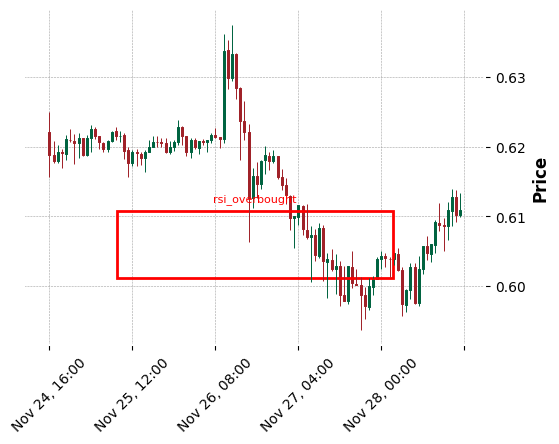 0.63
0.62
rsi_overbought
0.61
0.60
Price
Nov 24, 16:00
Nov 25, 12:00
Nov 26, 08:00
Nov 27, 04:00
Nov 28, 00:00